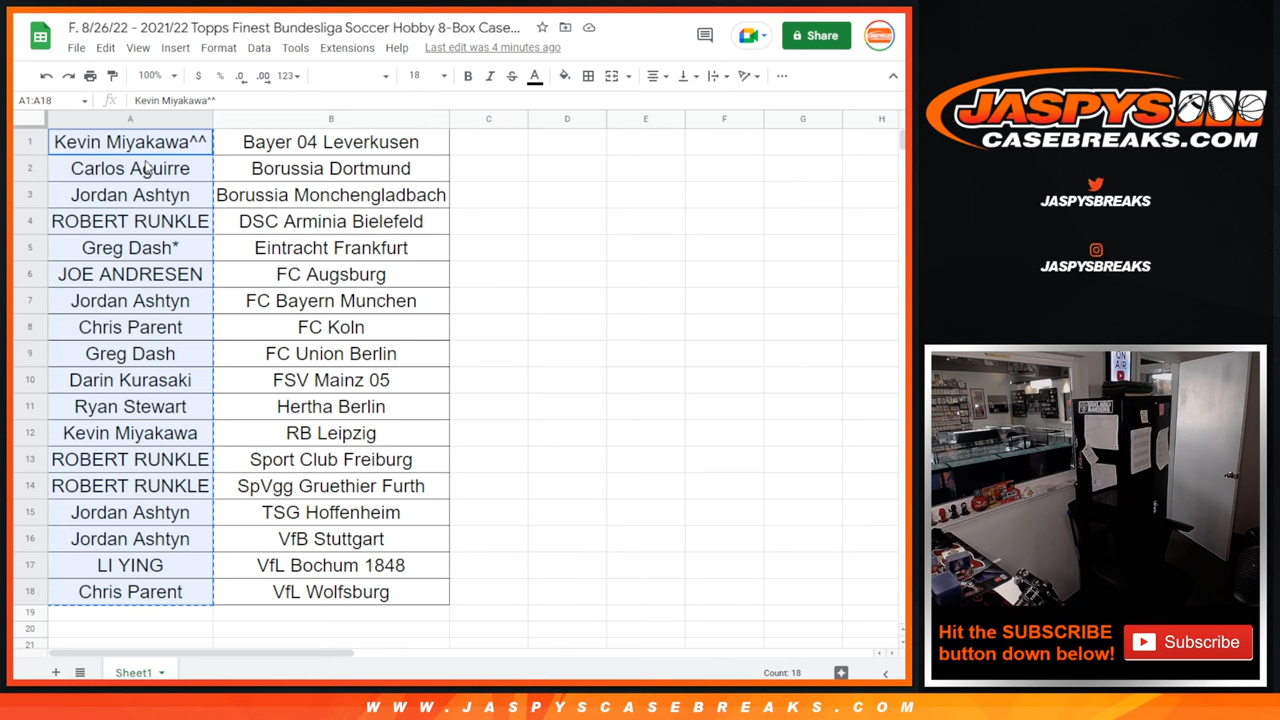 F. 8/26/22 - 2021/22 Topps Finest Bundesliga Soccer Hobby 8-Box Case...
File Edit View Insert Format Data Tools Extensions Help Last edit was 4 minutes ago
Share
100% $ % .0 .00 123 18 B I S A
A1:A18 fx Kevin Miyakawa^^
A B C D E F G H
1 Kevin Miyakawa^^ Bayer 04 Leverkusen
2 Carlos Aguirre Borussia Dortmund
3 Jordan Ashtyn Borussia Monchengladbach
4 ROBERT RUNKLE DSC Arminia Bielefeld
5 Greg Dash* Eintracht Frankfurt
6 JOE ANDRESEN FC Augsburg
7 Jordan Ashtyn FC Bayern Munchen
8 Chris Parent FC Koln
9 Greg Dash FC Union Berlin
10 Darin Kurasaki FSV Mainz 05
11 Ryan Stewart Hertha Berlin
12 Kevin Miyakawa RB Leipzig
13 ROBERT RUNKLE Sport Club Freiburg
14 ROBERT RUNKLE SpVgg Gruethier Furth
15 Jordan Ashtyn TSG Hoffenheim
16 Jordan Ashtyn VfB Stuttgart
17 LI YING VfL Bochum 1848
18 Chris Parent VfL Wolfsburg
19
20
21
Sheet1 Count: 18
JASPYS
CASEBREAKS.COM
JASPYSBREAKS
JASPYSBREAKS
ON
AIR
Hit the SUBSCRIBE
button down below!
Subscribe
WWW.JASPYSCASEBREAKS.COM